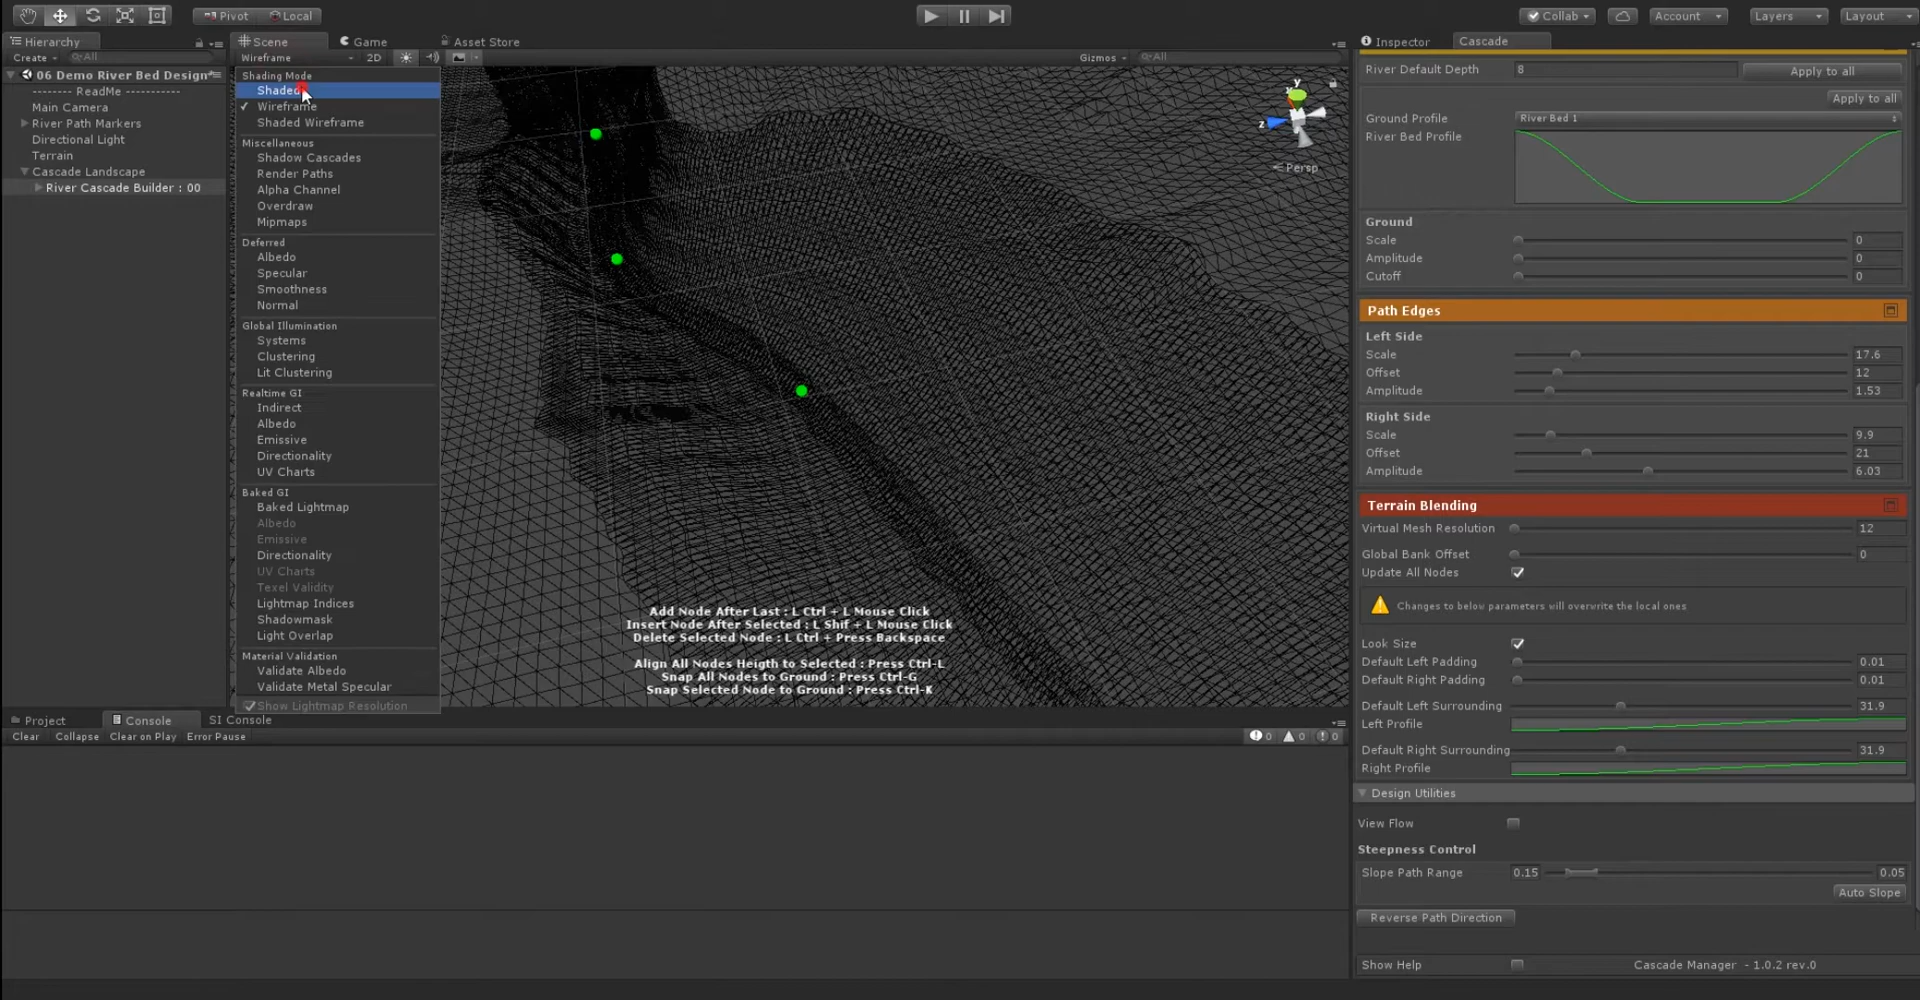 Pivot Local
Collab
Account
Layers
Layout
Hierarchy
Create
All
06 Demo River Bed Design*
-------- ReadMe -----------
Main Camera
River Path Markers
Directional Light
Terrain
Cascade Landscape
River Cascade Builder : 00
Scene
Game
Asset Store
Wireframe
2D
Gizmos
All
Shading Mode
Shaded
Wireframe
Shaded Wireframe
Miscellaneous
Shadow Cascades
Render Paths
Alpha Channel
Overdraw
Mipmaps
Deferred
Albedo
Specular
Smoothness
Normal
Global Illumination
Systems
Clustering
Lit Clustering
Realtime GI
Indirect
Albedo
Emissive
Directionality
UV Charts
Baked GI
Baked Lightmap
Albedo
Emissive
Directionality
UV Charts
Texel Validity
Lightmap Indices
Shadowmask
Light Overlap
Material Validation
Validate Albedo
Validate Metal Specular
Show Lightmap Resolution
y
x
z
Persp
Add Node After Last : L Ctrl + L Mouse Click
Insert Node After Selected : L Shif + L Mouse Click
Delete Selected Node : L Ctrl + Press Backspace
Align All Nodes Heigth to Selected : Press Ctrl-L
Snap All Nodes to Ground : Press Ctrl-G
Snap Selected Node to Ground : Press Ctrl-K
Project
Console
SI Console
Clear
Collapse
Clear on Play
Error Pause
0
0
0
Inspector
Cascade
River Default Depth 8 Apply to all
Apply to all
Ground Profile River Bed 1
River Bed Profile
Ground
Scale 0
Amplitude 0
Cutoff 0
Path Edges
Left Side
Scale 17.6
Offset 12
Amplitude 1.53
Right Side
Scale 9.9
Offset 21
Amplitude 6.03
Terrain Blending
Virtual Mesh Resolution 12
Global Bank Offset 0
Update All Nodes
Changes to below parameters will overwrite the local ones
Look Size
Default Left Padding 0.01
Default Right Padding 0.01
Default Left Surrounding 31.9
Left Profile
Default Right Surrounding 31.9
Right Profile
Design Utilities
View Flow
Steepness Control
Slope Path Range 0.15 0.05
Auto Slope
Reverse Path Direction
Show Help
Cascade Manager - 1.0.2 rev.0